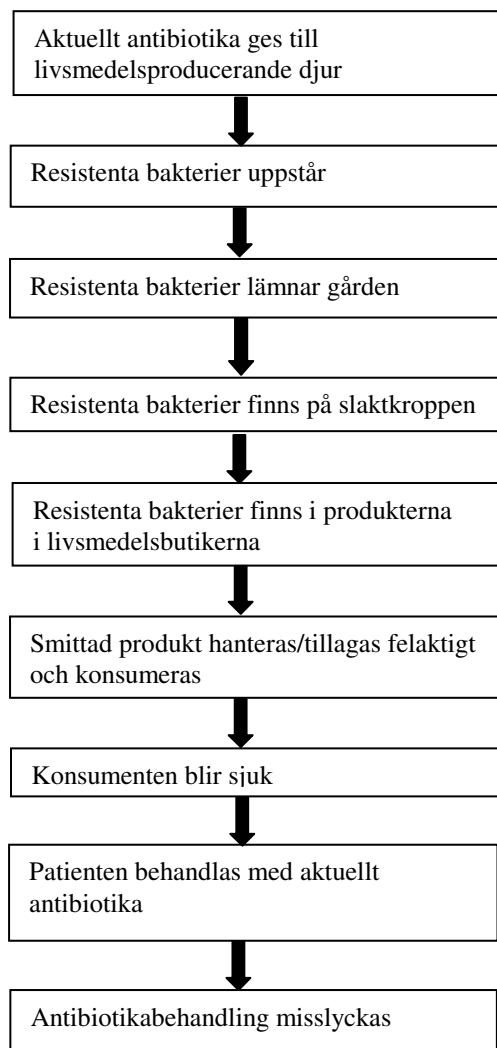 Aktuellt antibiotika ges till
livsmedelsproducerande djur
Resistenta bakterier uppstår
Resistenta bakterier lämnar gården
Resistenta bakterier finns på slaktkroppen
Resistenta bakterier finns i produkterna
i livsmedelsbutikerna
Smittad produkt hanteras/tillagas felaktigt
och konsumeras
Konsumenten blir sjuk
Patienten behandlas med aktuellt
antibiotika
Antibiotikabehandling misslyckas